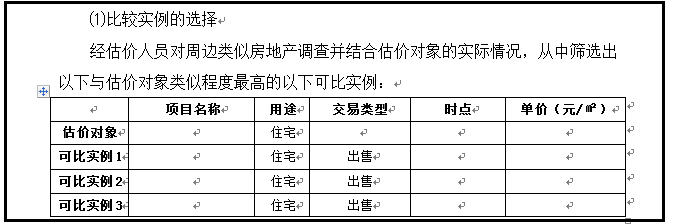 (1)比较实例的选择
经估价人员对周边类似房地产调查并结合估价对象的实际情况，从中筛选出
以下与估价对象类似程度最高的以下可比实例：
项目名称 用途 交易类型 时点 单价（元/㎡）
估价对象 住宅
可比实例1 住宅 出售
可比实例2 住宅 出售
可比实例3 住宅 出售